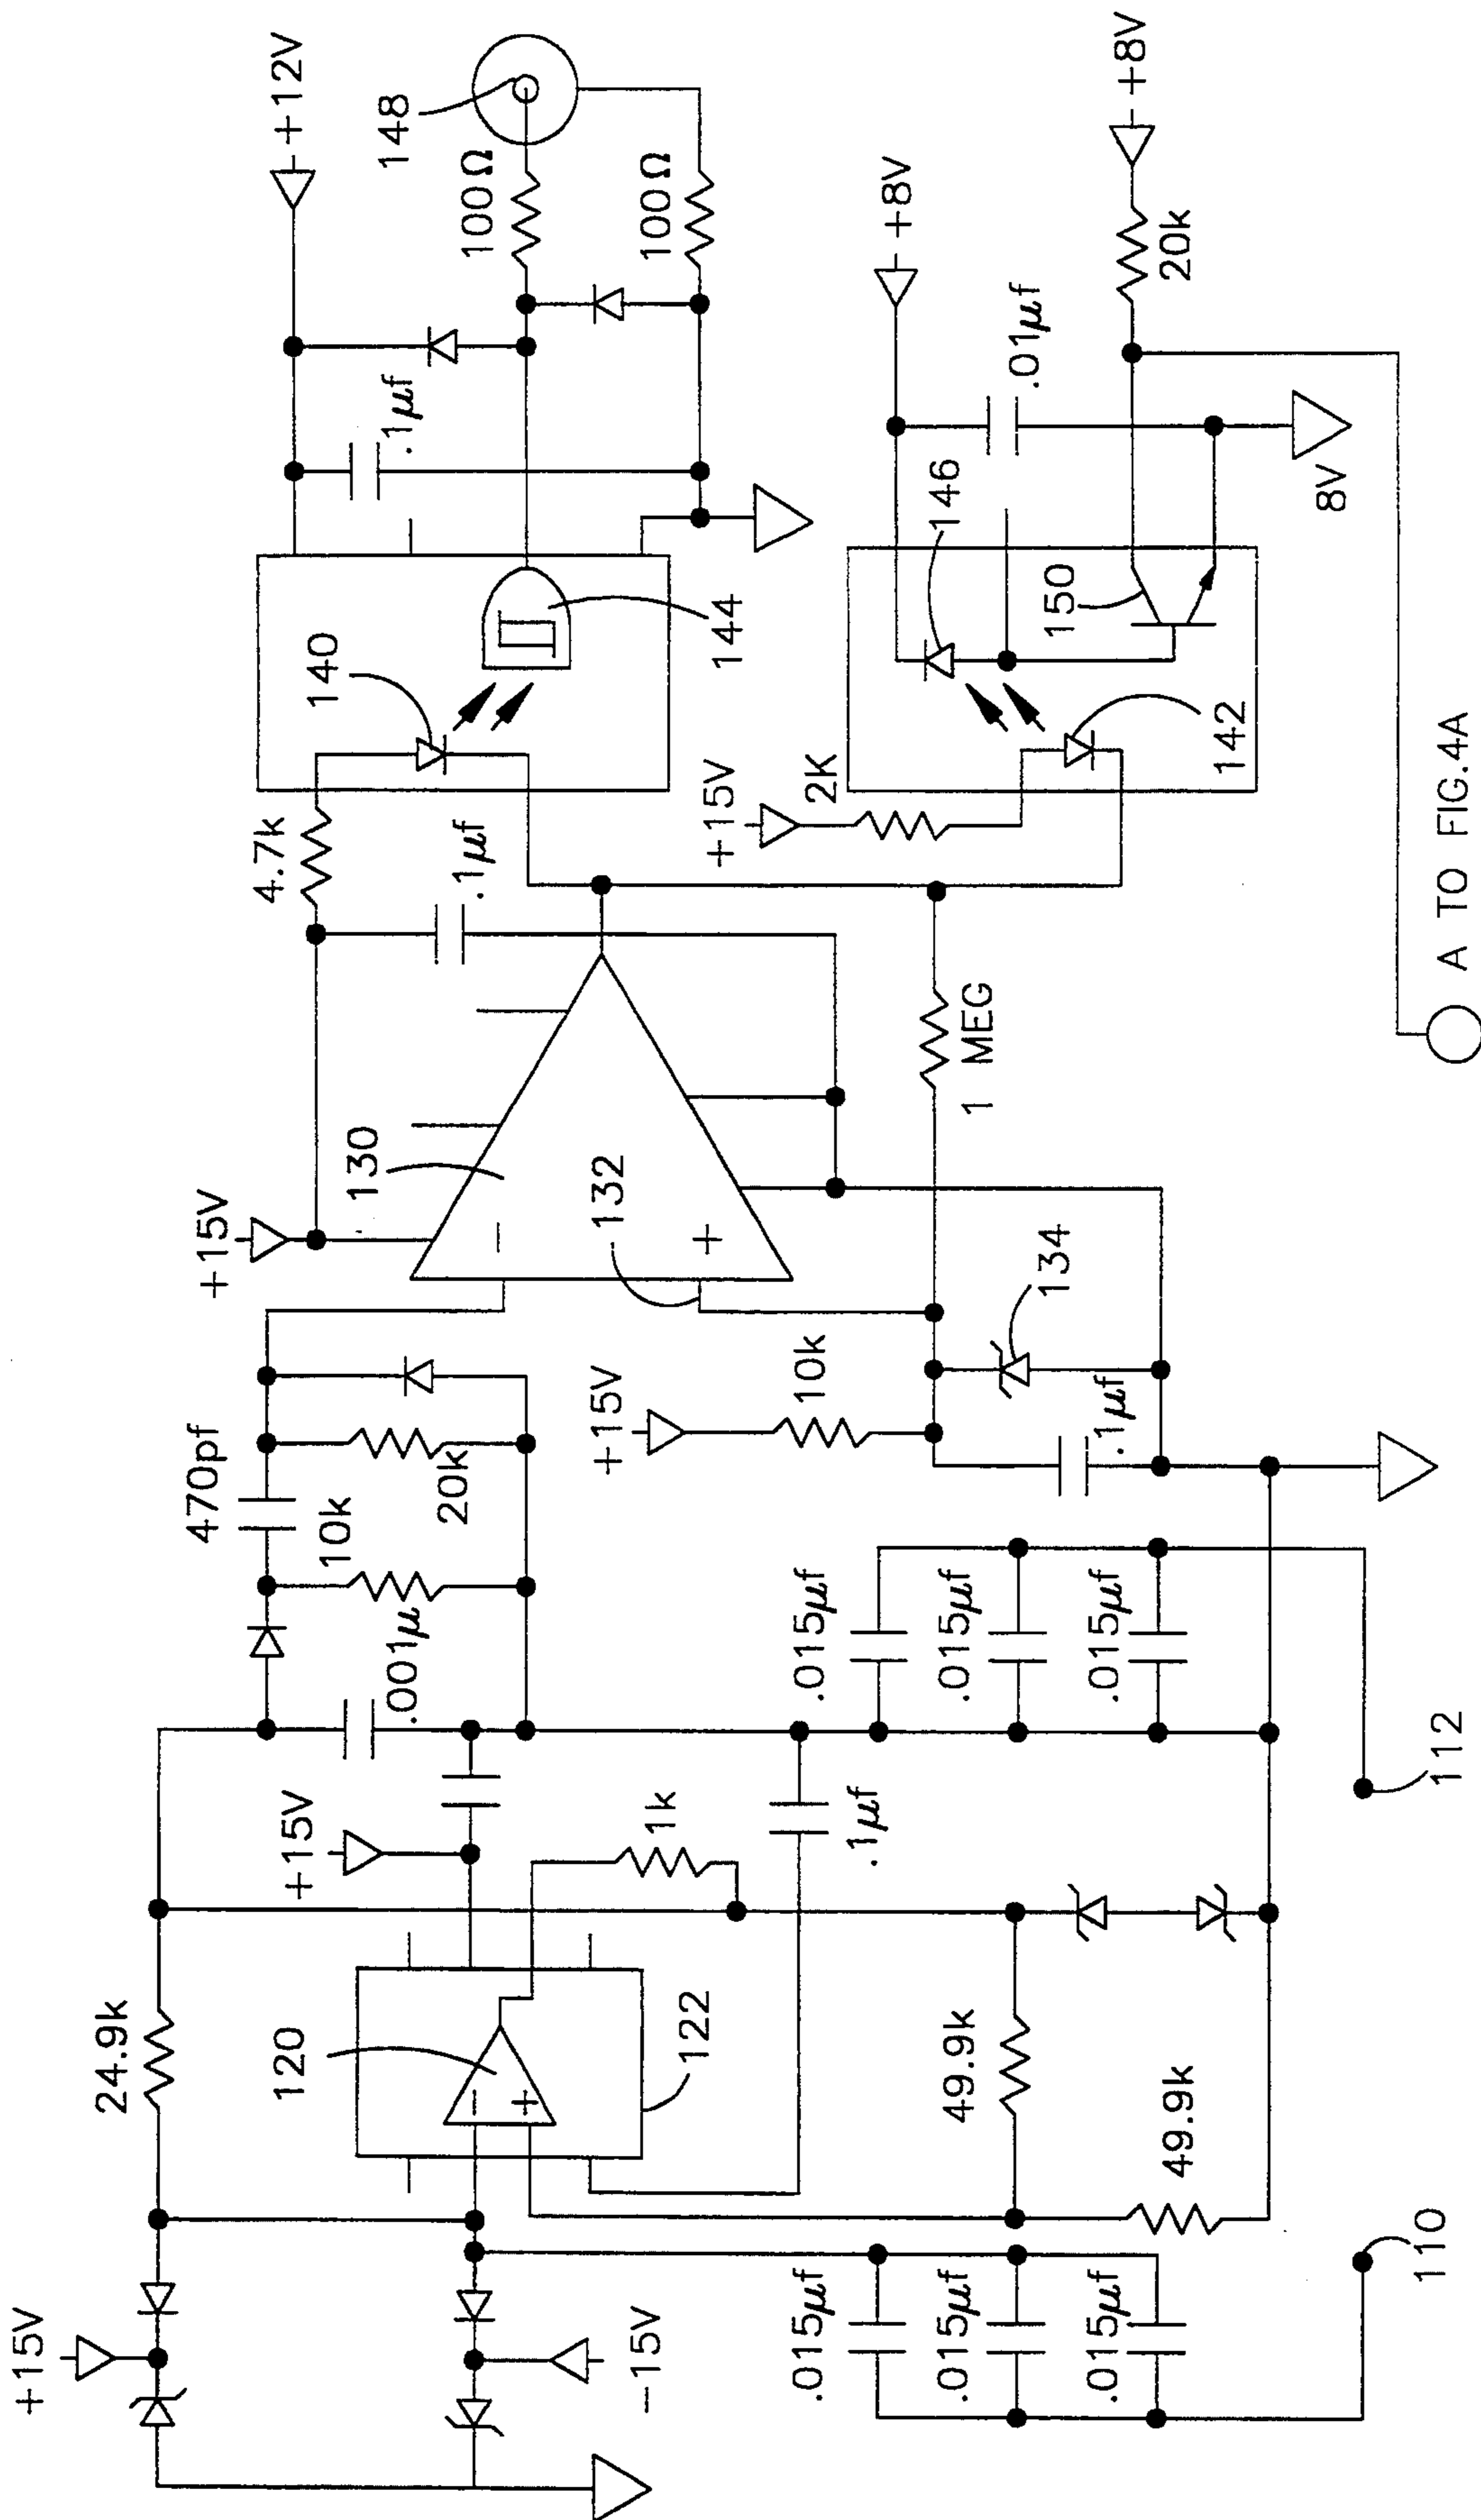 +15V
24.9k
+15V
470pf
+15V
4.7k
140
+12V
120
.001µ
10k
20k
130
.1µf
.1µf
148
100Ω
100Ω
−
+
−
+
132
144
122
1k
−15V
.1µf
+15V
10k
1 MEG
+15V
2K
146
+8V
.01µf
150
20k
+8V
.015µf
.015µf
.015µf
49.9k
49.9k
.015µf
.015µf
.015µf
134
.1µf
142
8V
110
112
A TO FIG.4A